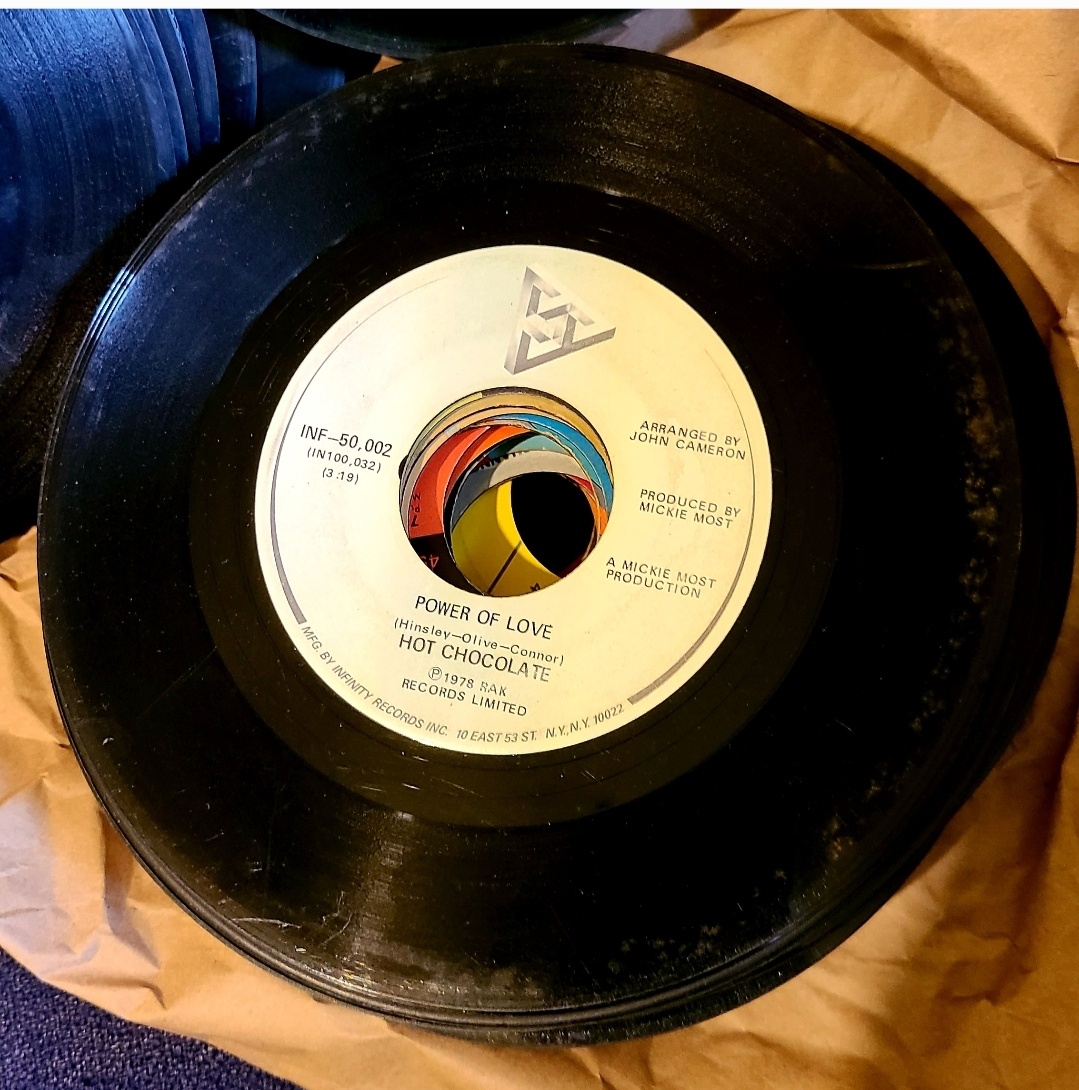 INF—50,002
(IN100,032)
(3:19)
ARRANGED BY
JOHN CAMERON
PRODUCED BY
MICKIE MOST
A MICKIE MOST
PRODUCTION
POWER OF LOVE
(Hinsley—Olive—Connor)
HOT CHOCOLATE
Ⓟ1978 RAK
RECORDS LIMITED
MFG. BY INFINITY RECORDS INC. 10 EAST 53 ST. N.Y., N.Y. 10022